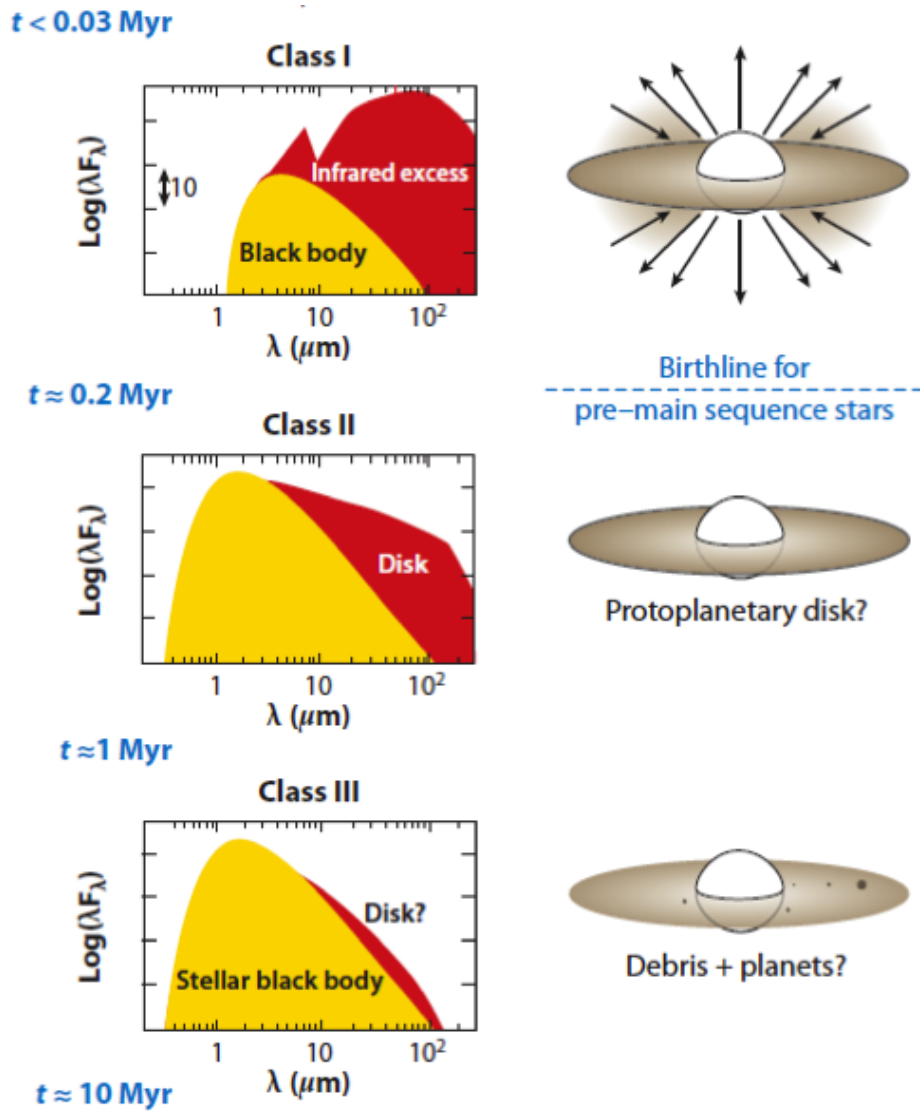 t < 0.03 Myr
Class I
Log(λF_λ)
10
Infrared excess
Black body
1 10 10²
λ (μm)
Birthline for
pre–main sequence stars
t ≈ 0.2 Myr
Class II
Log(λF_λ)
Disk
1 10 10²
λ (μm)
Protoplanetary disk?
t ≈1 Myr
Class III
Log(λF_λ)
Disk?
Stellar black body
1 10 10²
λ (μm)
Debris + planets?
t ≈ 10 Myr